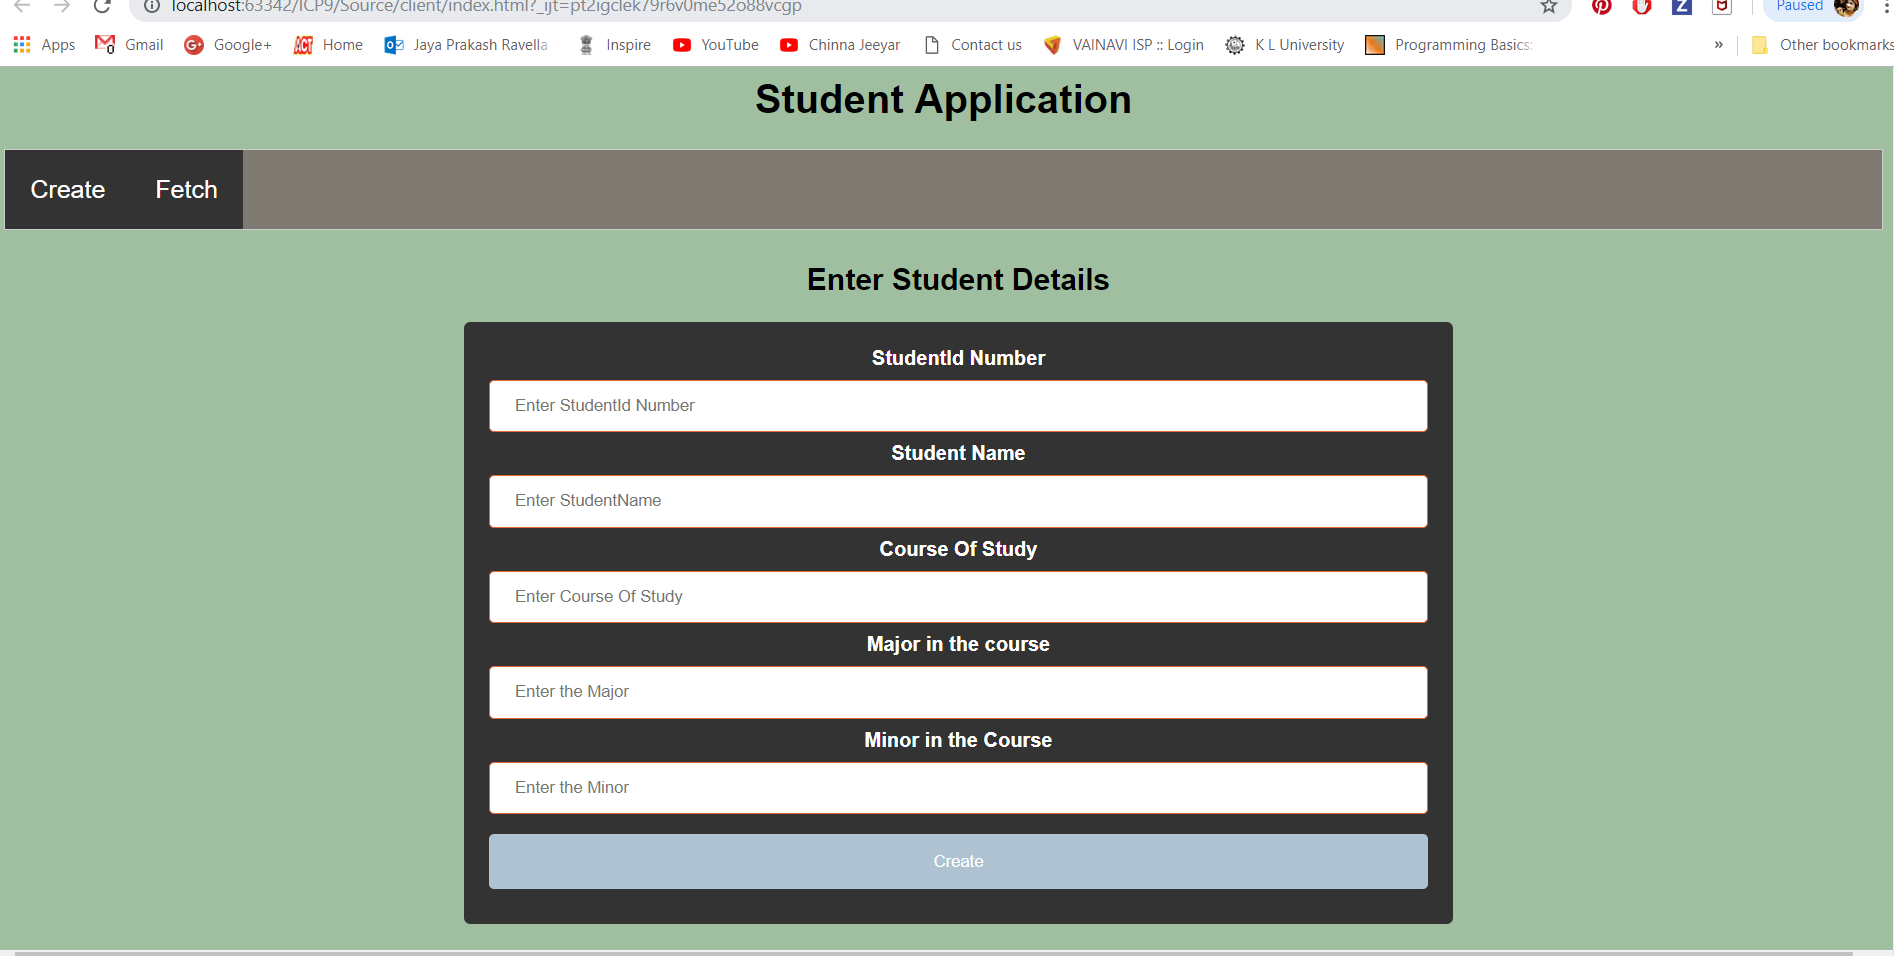 localhost:63342/ICP9/Source/client/index.html?_ijt=pt2igclek79r6v0me52o88vcgp Paused
Apps Gmail Google+ Home Jaya Prakash Ravella Inspire YouTube Chinna Jeeyar Contact us VAINAVI ISP :: Login K L University Programming Basics: » Other bookmarks
Student Application
Create Fetch
Enter Student Details
StudentId Number
Enter StudentId Number
Student Name
Enter StudentName
Course Of Study
Enter Course Of Study
Major in the course
Enter the Major
Minor in the Course
Enter the Minor
Create